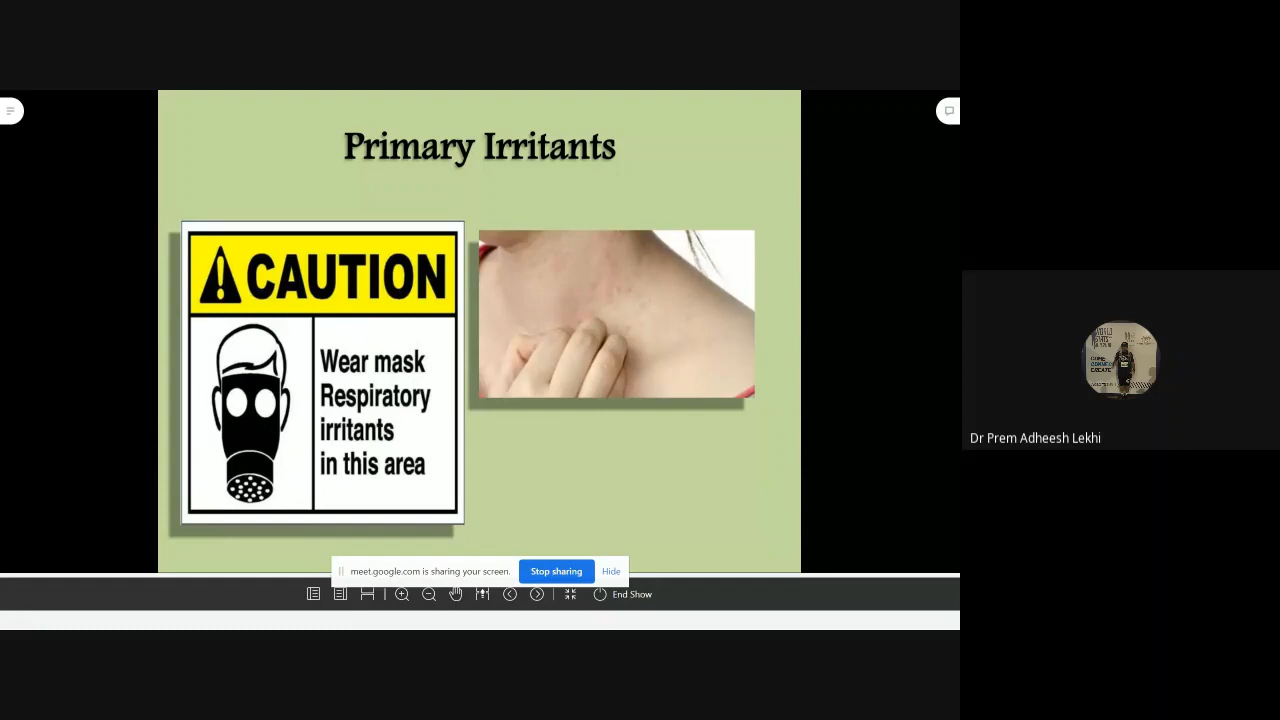 Primary Irritants
CAUTION
Wear mask
Respiratory
irritants
in this area
meet.google.com is sharing your screen.
Stop sharing
Hide
End Show
Dr Prem Adheesh Lekhi